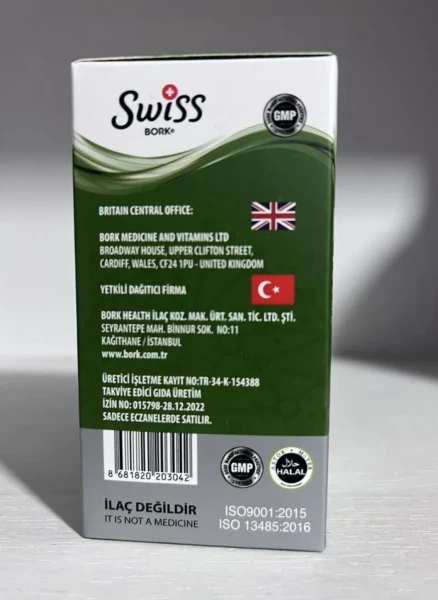 Swiss
BORK®
GMP
BRITAIN CENTRAL OFFICE:
BORK MEDICINE AND VITAMINS LTD
BROADWAY HOUSE, UPPER CLIFTON STREET,
CARDIFF, WALES, CF24 1PU - UNITED KINGDOM
YETKİLİ DAĞITICI FİRMA
BORK HEALTH İLAÇ KOZ. MAK. ÜRT. SAN. TİC. LTD. ŞTİ.
SEYRANTEPE MAH. BİNNUR SOK. NO:11
KAĞITHANE / İSTANBUL
www.bork.com.tr
ÜRETİCİ İŞLETME KAYIT NO:TR-34-K-154388
TAKVİYE EDİCİ GIDA ÜRETİM
İZİN NO: 015798-28.12.2022
SADECE ECZANELERDE SATILIR.
8 681820 203042
GMP
حلال
HALAL
İLAÇ DEĞİLDİR
IT IS NOT A MEDICINE
ISO9001:2015
ISO 13485:2016